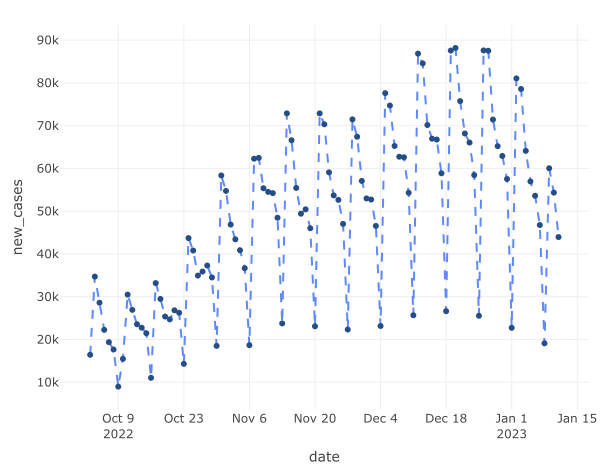 90k
80k
70k
60k
50k
40k
30k
20k
10k
new_cases
Oct 9
2022
Oct 23
Nov 6
Nov 20
Dec 4
Dec 18
Jan 1
2023
Jan 15
date